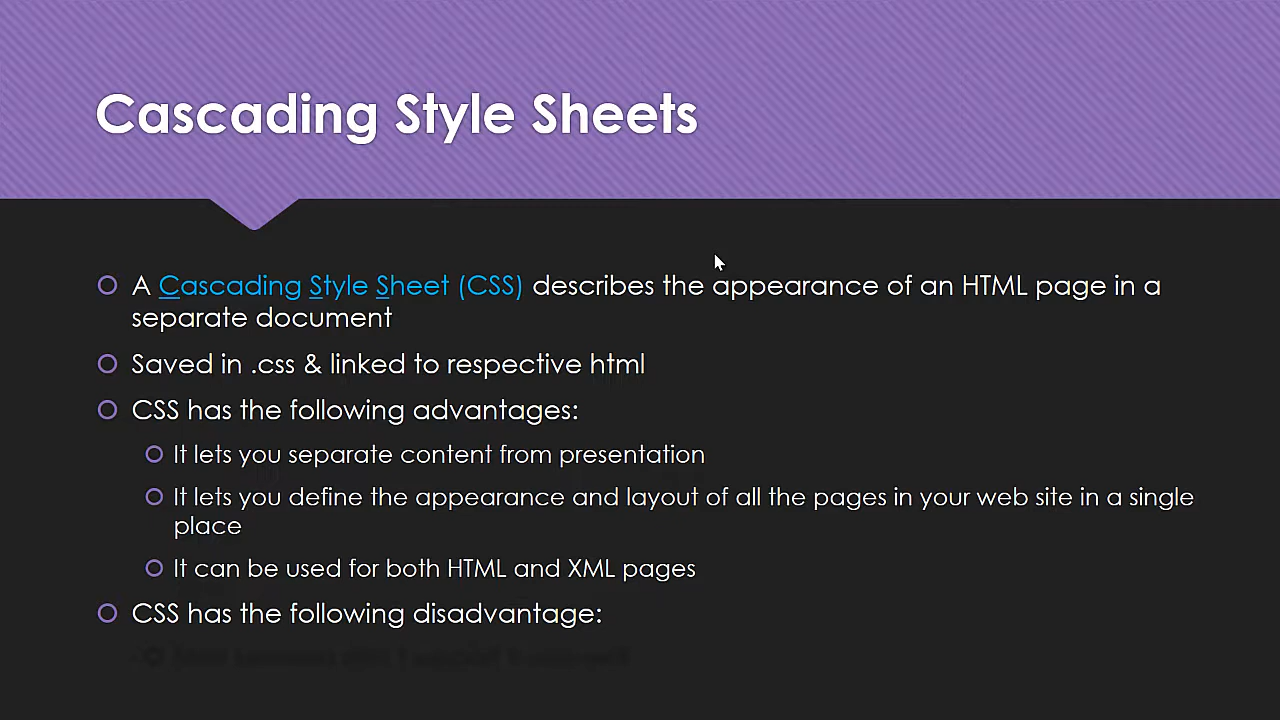 Cascading Style Sheets
A Cascading Style Sheet (CSS) describes the appearance of an HTML page in a
separate document
Saved in .css & linked to respective html
CSS has the following advantages:
It lets you separate content from presentation
It lets you define the appearance and layout of all the pages in your web site in a single
place
It can be used for both HTML and XML pages
CSS has the following disadvantage: